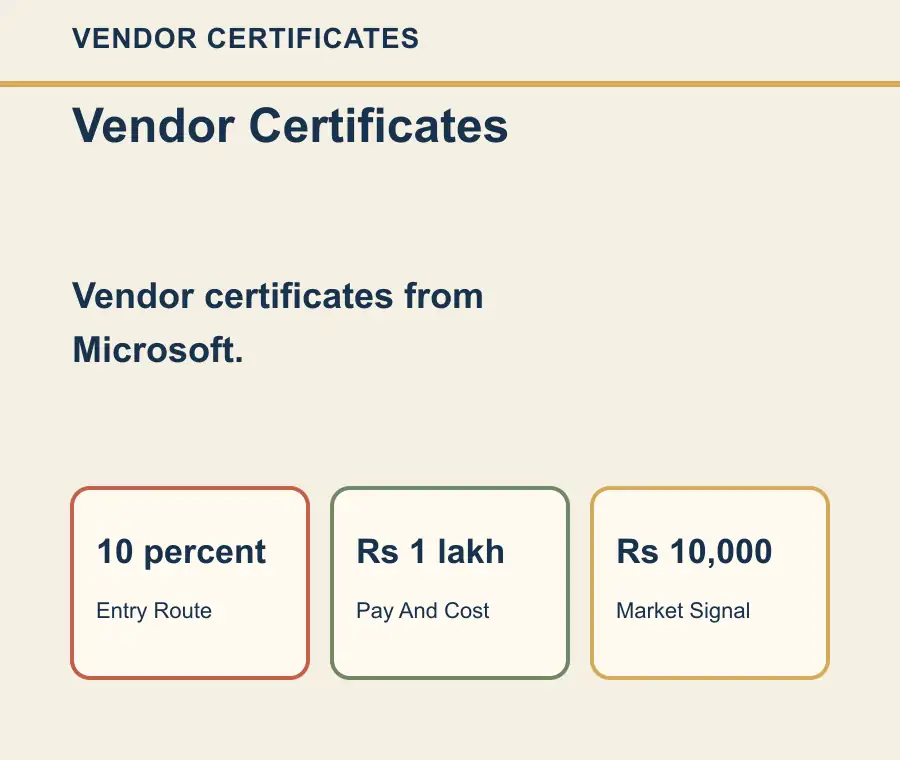 VENDOR CERTIFICATES
Vendor Certificates
Vendor certificates from
Microsoft.
10 percent
Entry Route
Rs 1 lakh
Pay And Cost
Rs 10,000
Market Signal